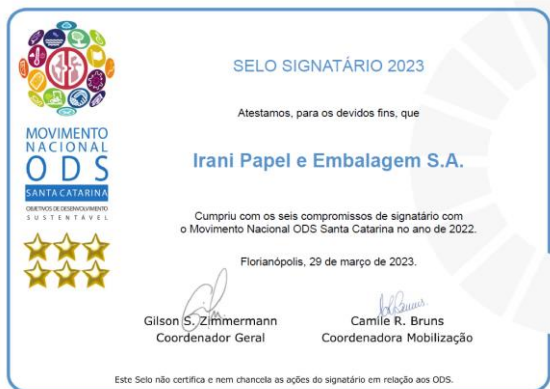 SELO SIGNATÁRIO 2023
Atestamos, para os devidos fins, que
Irani Papel e Embalagem S.A.
Cumpriu com os seis compromissos de signatário com
o Movimento Nacional ODS Santa Catarina no ano de 2022.
Florianópolis, 29 de março de 2023.
MOVIMENTO
NACIONAL
ODS
SANTA CATARINA
OBJETIVOS DE DESENVOLVIMENTO
SUSTENTÁVEL
Gilson S. Zimmermann
Coordenador Geral
Camile R. Bruns
Coordenadora Mobilização
Este Selo não certifica e nem chancela as ações do signatário em relação aos ODS.